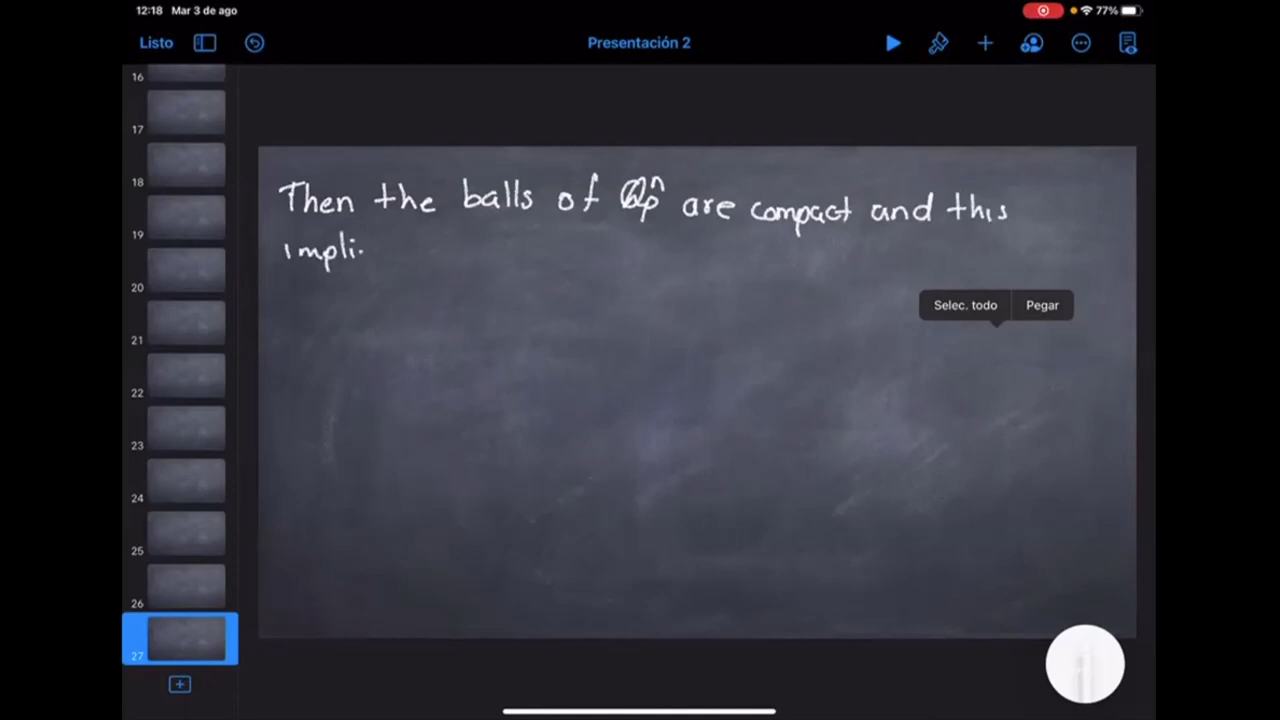 12:18 Mar 3 de ago
77%
Listo
Presentación 2
16
17
18
19
20
21
22
23
24
25
26
27
Then the balls of ℚₚⁿ are compact and this
impli.
Selec. todo
Pegar